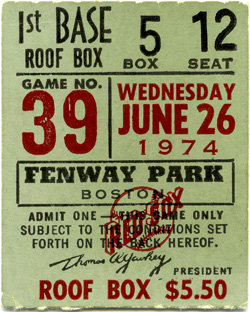 1st BASE
ROOF BOX
5
BOX
12
SEAT
GAME NO.
39
WEDNESDAY
JUNE 26
1974
FENWAY PARK
BOSTON
ADMIT ONE — THIS GAME ONLY
SUBJECT TO THE CONDITIONS SET
FORTH ON THE BACK HEREOF.
Thomas A Yawkey
PRESIDENT
ROOF BOX $5.50